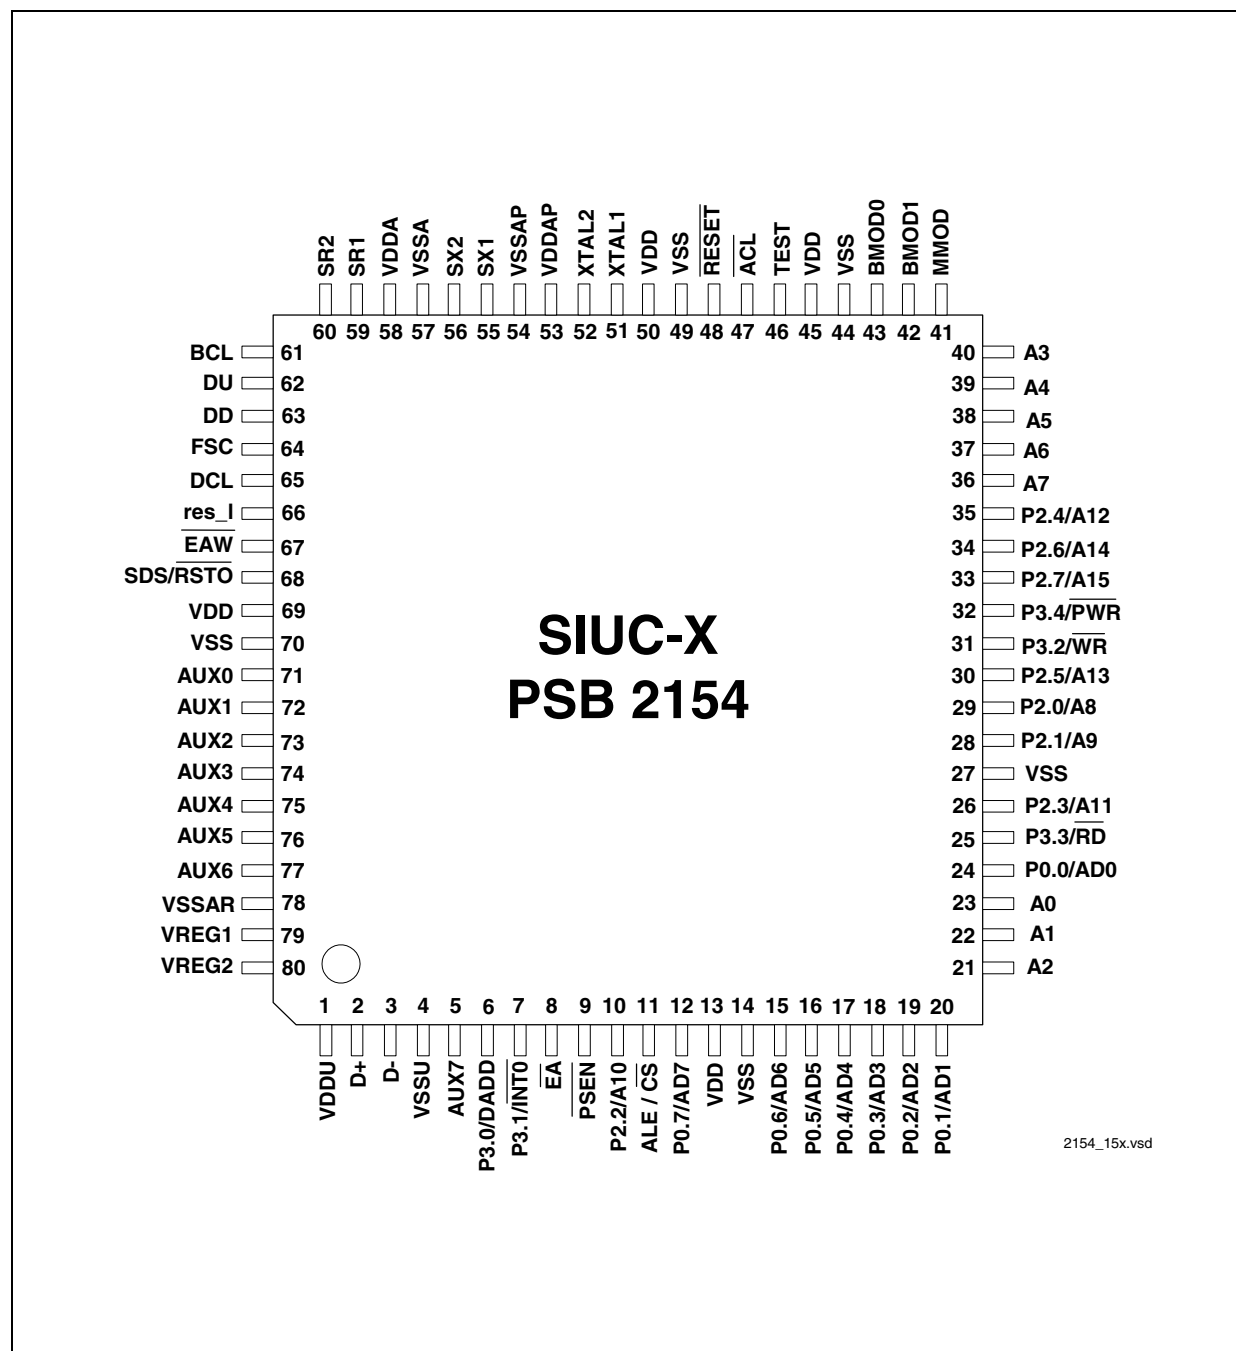 SR2
SR1
VDDA
VSSA
SX2
SX1
VSSAP
VDDAP
XTAL2
XTAL1
VDD
VSS
RESET
ACL
TEST
VDD
VSS
BMOD0
BMOD1
MMOD
60 59 58 57 56 55 54 53 52 51 50 49 48 47 46 45 44 43 42 41
BCL 61
DU 62
DD 63
FSC 64
DCL 65
res_l 66
EAW 67
SDS/RSTO 68
VDD 69
VSS 70
AUX0 71
AUX1 72
AUX2 73
AUX3 74
AUX4 75
AUX5 76
AUX6 77
VSSAR 78
VREG1 79
VREG2 80
SIUC-X
PSB 2154
40 A3
39 A4
38 A5
37 A6
36 A7
35 P2.4/A12
34 P2.6/A14
33 P2.7/A15
32 P3.4/PWR
31 P3.2/WR
30 P2.5/A13
29 P2.0/A8
28 P2.1/A9
27 VSS
26 P2.3/A11
25 P3.3/RD
24 P0.0/AD0
23 A0
22 A1
21 A2
1 2 3 4 5 6 7 8 9 10 11 12 13 14 15 16 17 18 19 20
VDDU
D+
D-
VSSU
AUX7
P3.0/DADD
P3.1/INT0
EA
PSEN
P2.2/A10
ALE / CS
P0.7/AD7
VDD
VSS
P0.6/AD6
P0.5/AD5
P0.4/AD4
P0.3/AD3
P0.2/AD2
P0.1/AD1
2154_15x.vsd